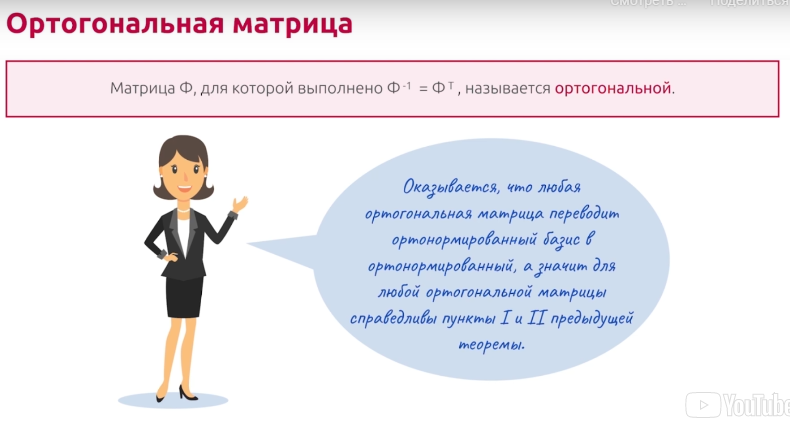 Смотреть ... Поделиться
Ортогональная матрица
Матрица Ф, для которой выполнено Ф⁻¹ = Фᵀ, называется ортогональной.
Оказывается, что любая
ортогональная матрица переводит
ортонормированный базис в
ортонормированный, а значит для
любой ортогональной матрицы
справедливы пункты I и II предыдущей
теоремы.
YouTube